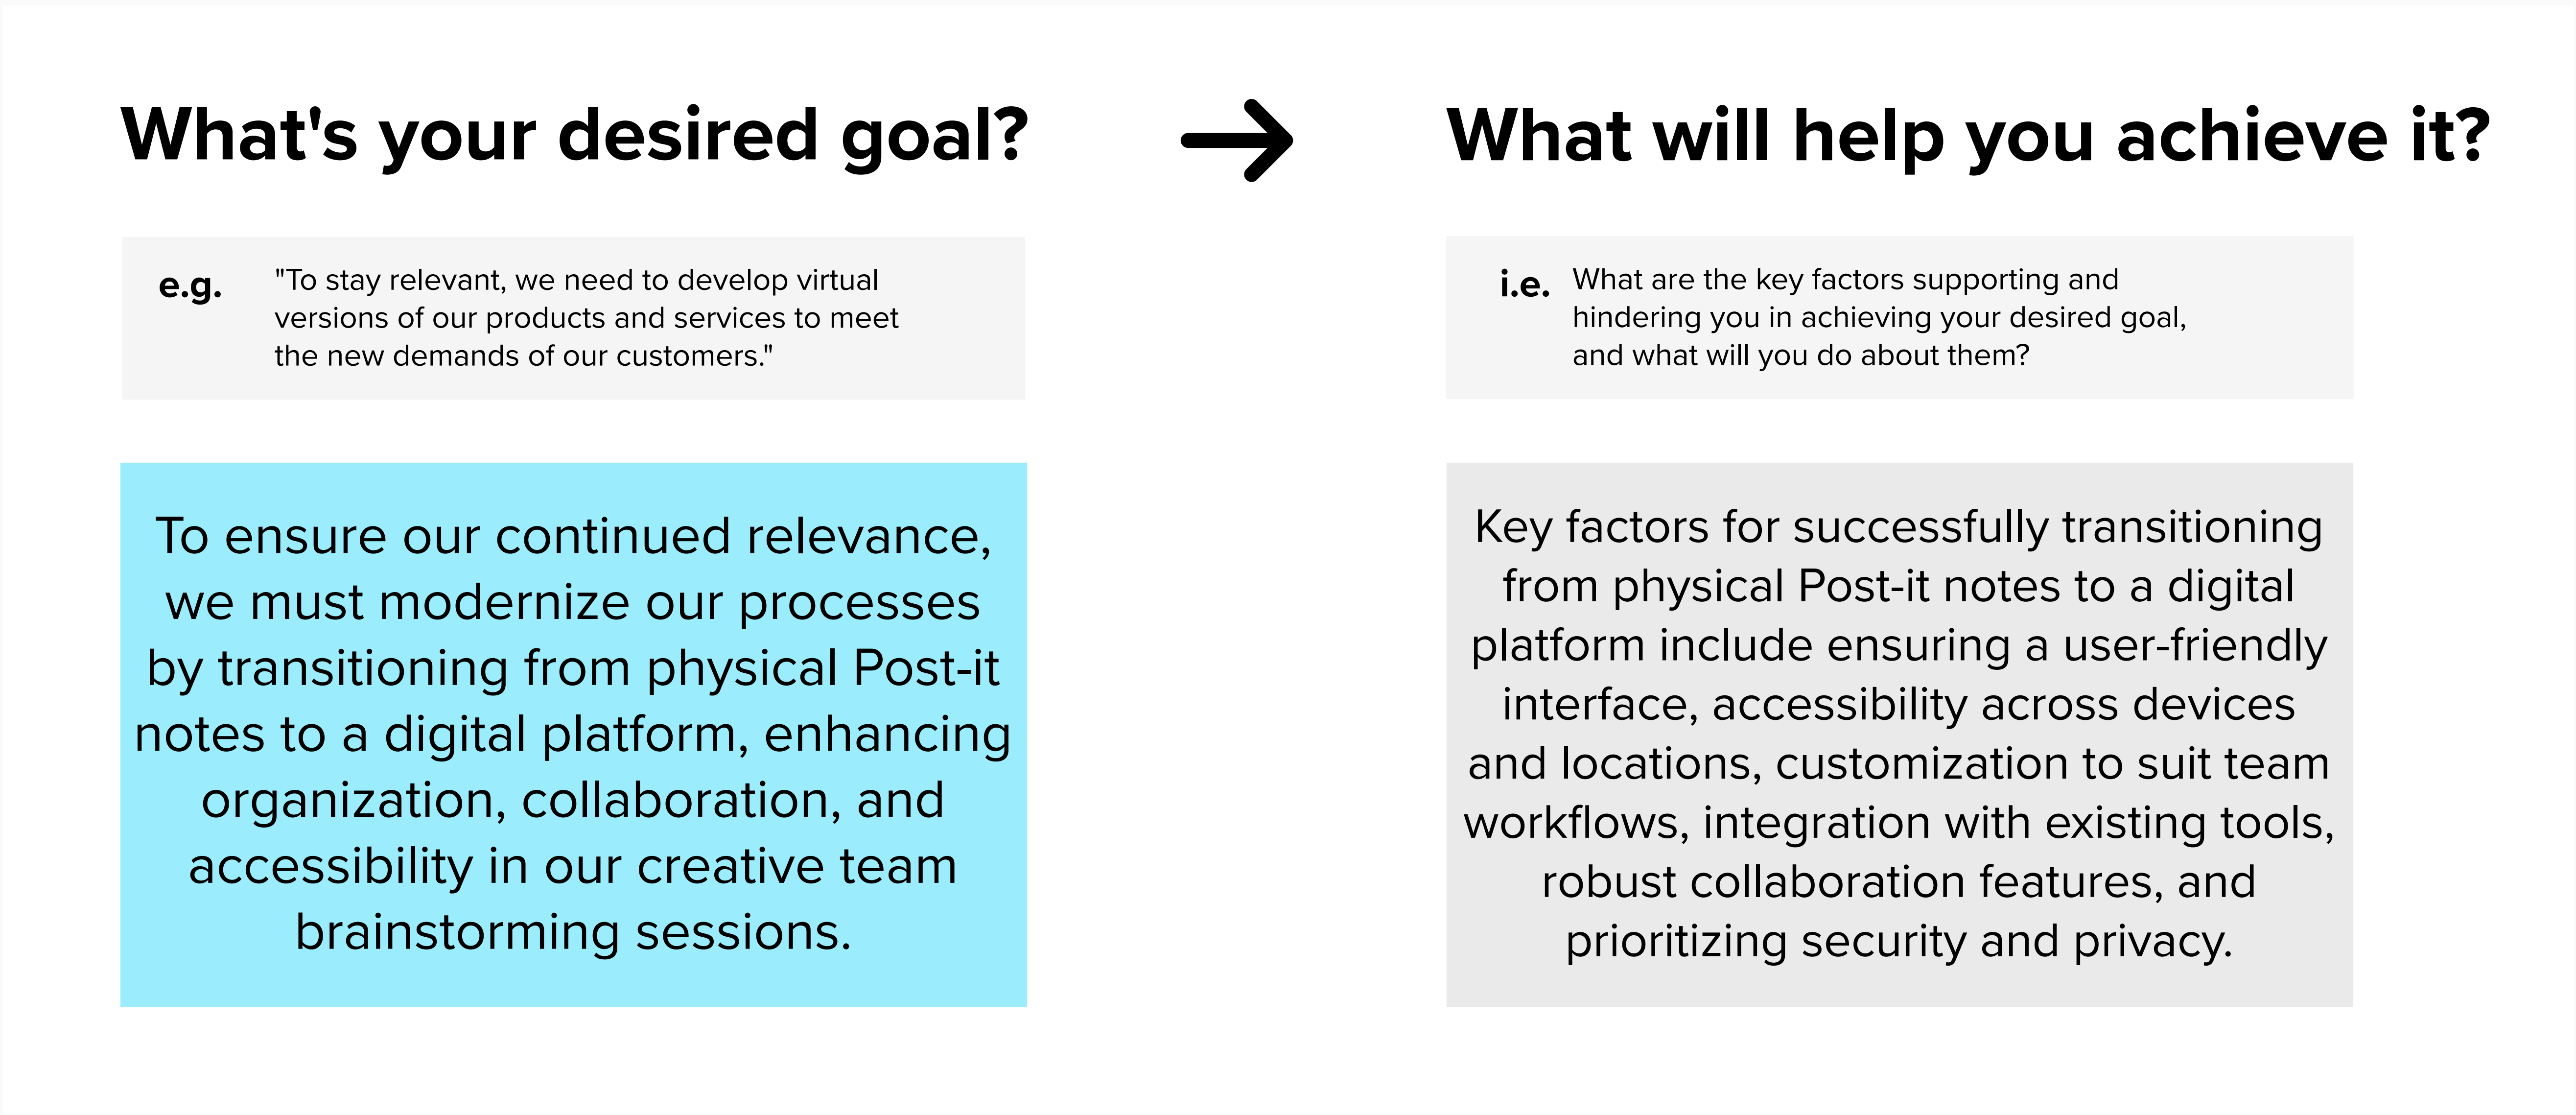 What's your desired goal?
What will help you achieve it?
e.g.
"To stay relevant, we need to develop virtual
versions of our products and services to meet
the new demands of our customers."
i.e.
What are the key factors supporting and
hindering you in achieving your desired goal,
and what will you do about them?
To ensure our continued relevance,
we must modernize our processes
by transitioning from physical Post-it
notes to a digital platform, enhancing
organization, collaboration, and
accessibility in our creative team
brainstorming sessions.
Key factors for successfully transitioning
from physical Post-it notes to a digital
platform include ensuring a user-friendly
interface, accessibility across devices
and locations, customization to suit team
workflows, integration with existing tools,
robust collaboration features, and
prioritizing security and privacy.